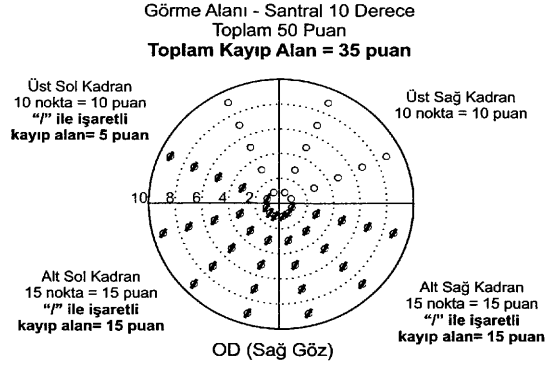 Görme Alanı - Santral 10 Derece
Toplam 50 Puan
Toplam Kayıp Alan = 35 puan
Üst Sol Kadran
10 nokta = 10 puan
“/” ile işaretli
kayıp alan= 5 puan
Üst Sağ Kadran
10 nokta = 10 puan
10 8 6 4 2
Alt Sol Kadran
15 nokta = 15 puan
“/” ile işaretli
kayıp alan= 15 puan
Alt Sağ Kadran
15 nokta = 15 puan
“/” ile işaretli
kayıp alan= 15 puan
OD (Sağ Göz)